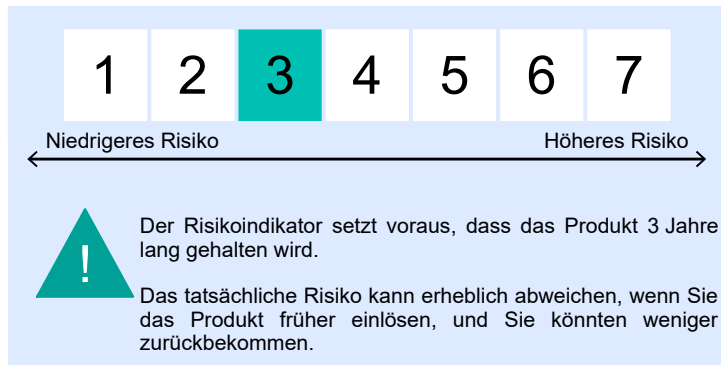 1 2 3 4 5 6 7
Niedrigeres Risiko Höheres Risiko
!
Der Risikoindikator setzt voraus, dass das Produkt 3 Jahre
lang gehalten wird.
Das tatsächliche Risiko kann erheblich abweichen, wenn Sie
das Produkt früher einlösen, und Sie könnten weniger
zurückbekommen.